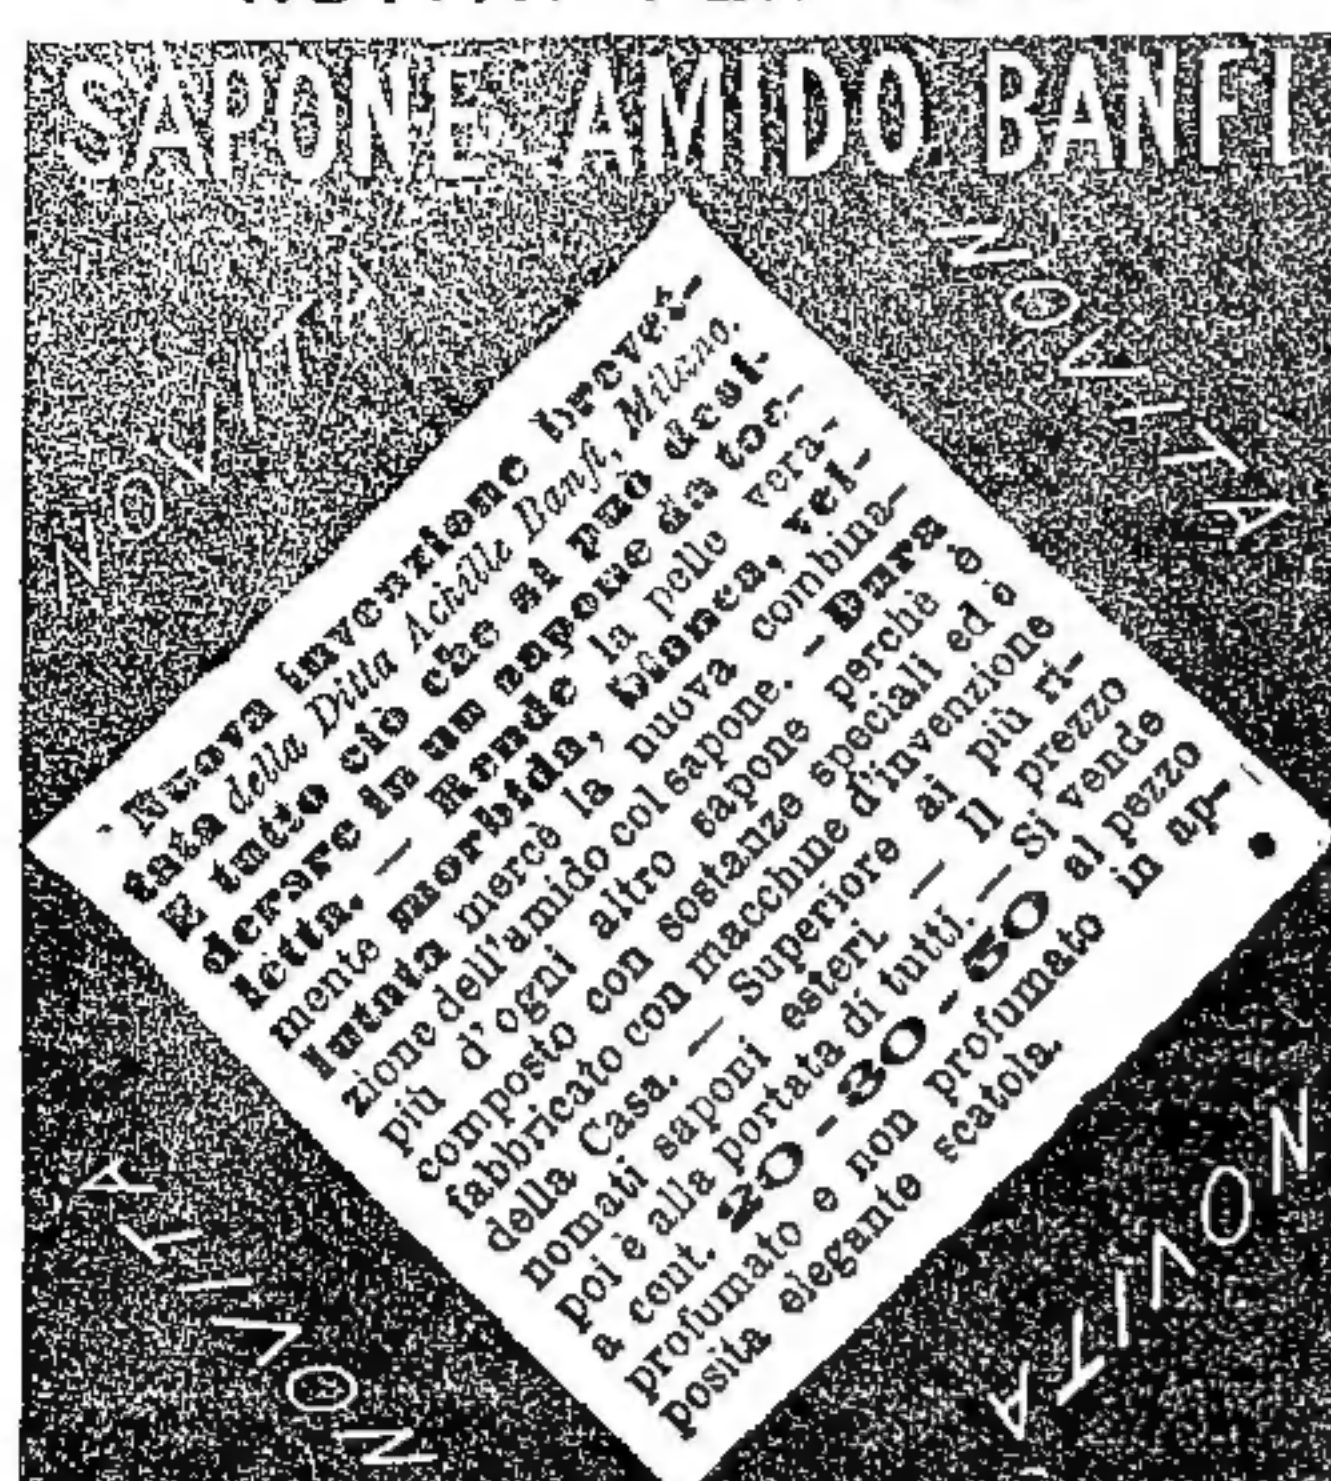 SAPONE AMIDO BANFI
NOVITÀ
NOVITA
Nuova invenzione brevet-
tata della Ditta Achille Banfi, Milano.
È tutto ciò che si può desi-
derare in un sapone da toe-
letta. — Rende la pelle vera-
mente morbida, bianca, vel-
lutata mercè la nuova combina-
zione dell'amido col sapone. — Dura
più d'ogni altro sapone perchè è
composto con sostanze speciali ed è
fabbricato con macchine d'invenzione
della Casa. — Superiore ai più ri-
nomati saponi esteri. — Il prezzo
poi è alla portata di tutti. — Si vende
a cent. 20-30-50 al pezzo
profumato e non profumato in ap-
posita elegante scatola.
NOVITA
NOVITA